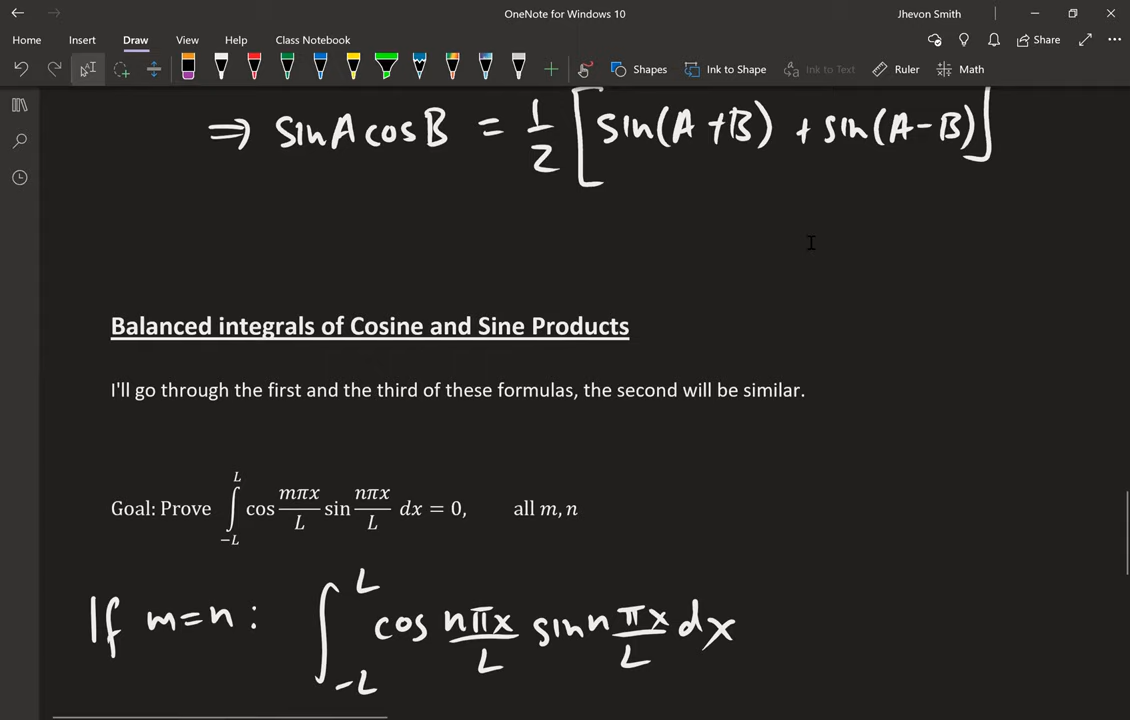 OneNote for Windows 10
Jhevon Smith
Home Insert Draw View Help Class Notebook
Share
Shapes Ink to Shape Ink to Text Ruler Math
⇒ sinA cosB = 1/2 [sin(A+B) + sin(A-B)]
Balanced integrals of Cosine and Sine Products
I'll go through the first and the third of these formulas, the second will be similar.
Goal: Prove ∫_{-L}^{L} cos mπx/L sin nπx/L dx = 0, all m, n
If m=n: ∫_{-L}^{L} cos nπx/L sin nπx/L dx